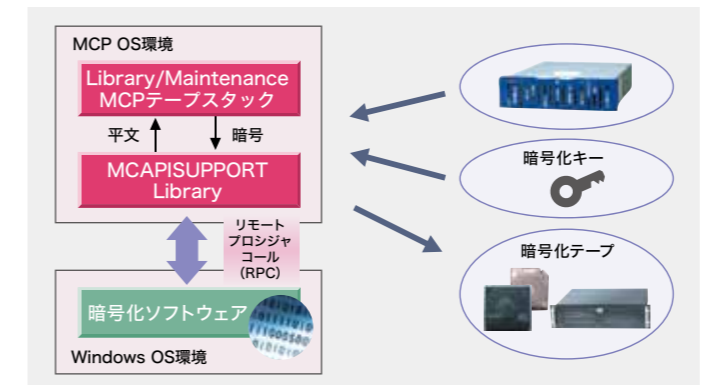 MCP OS環境
Library/Maintenance
MCPテープスタック
平文
暗号
MCAPISUPPORT
Library
リモート
プロシジャ
コール
(RPC)
暗号化ソフトウェア
Windows OS環境
暗号化キー
暗号化テープ